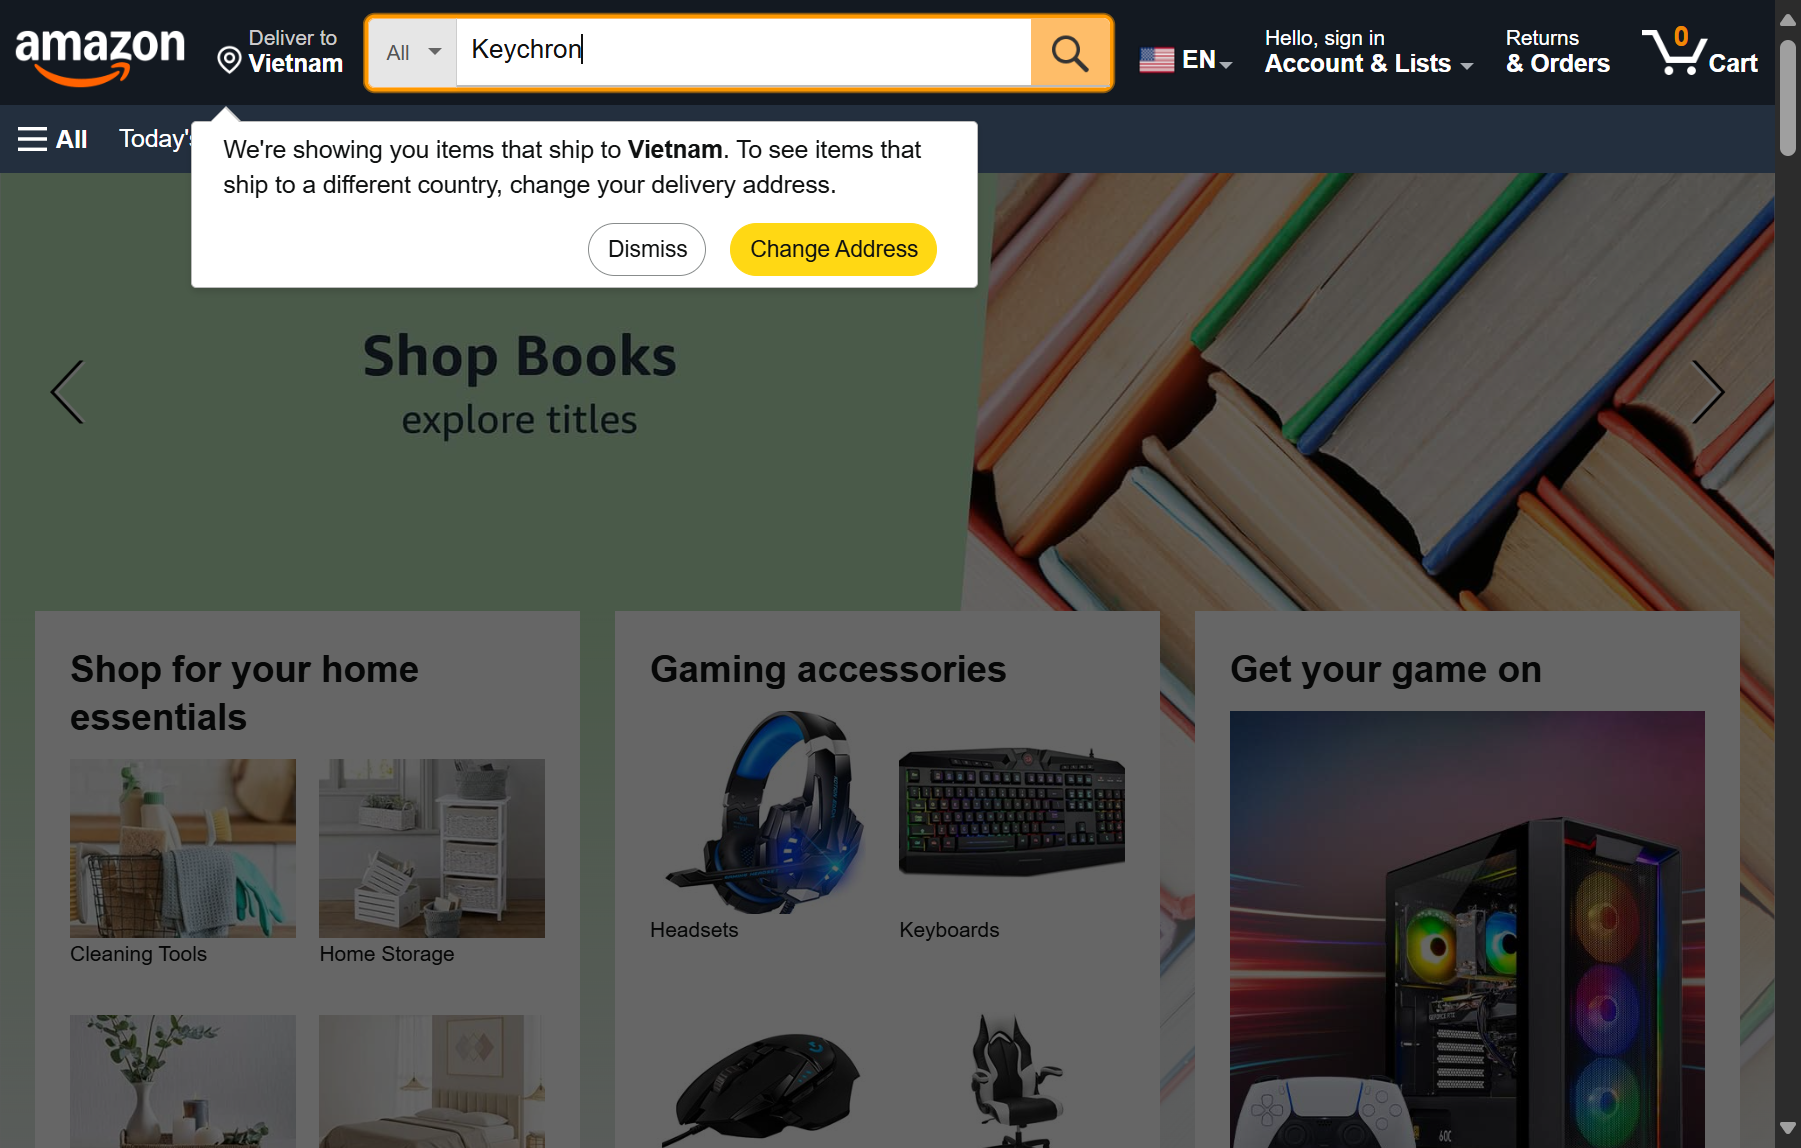 amazon
Deliver to
Vietnam
All
Keychron
EN
Hello, sign in
Account & Lists
Returns
& Orders
0
Cart
All
Today's
We're showing you items that ship to Vietnam. To see items that
ship to a different country, change your delivery address.
Dismiss
Change Address
Shop Books
explore titles
Shop for your home
essentials
Cleaning Tools
Home Storage
Gaming accessories
Headsets
Keyboards
Get your game on